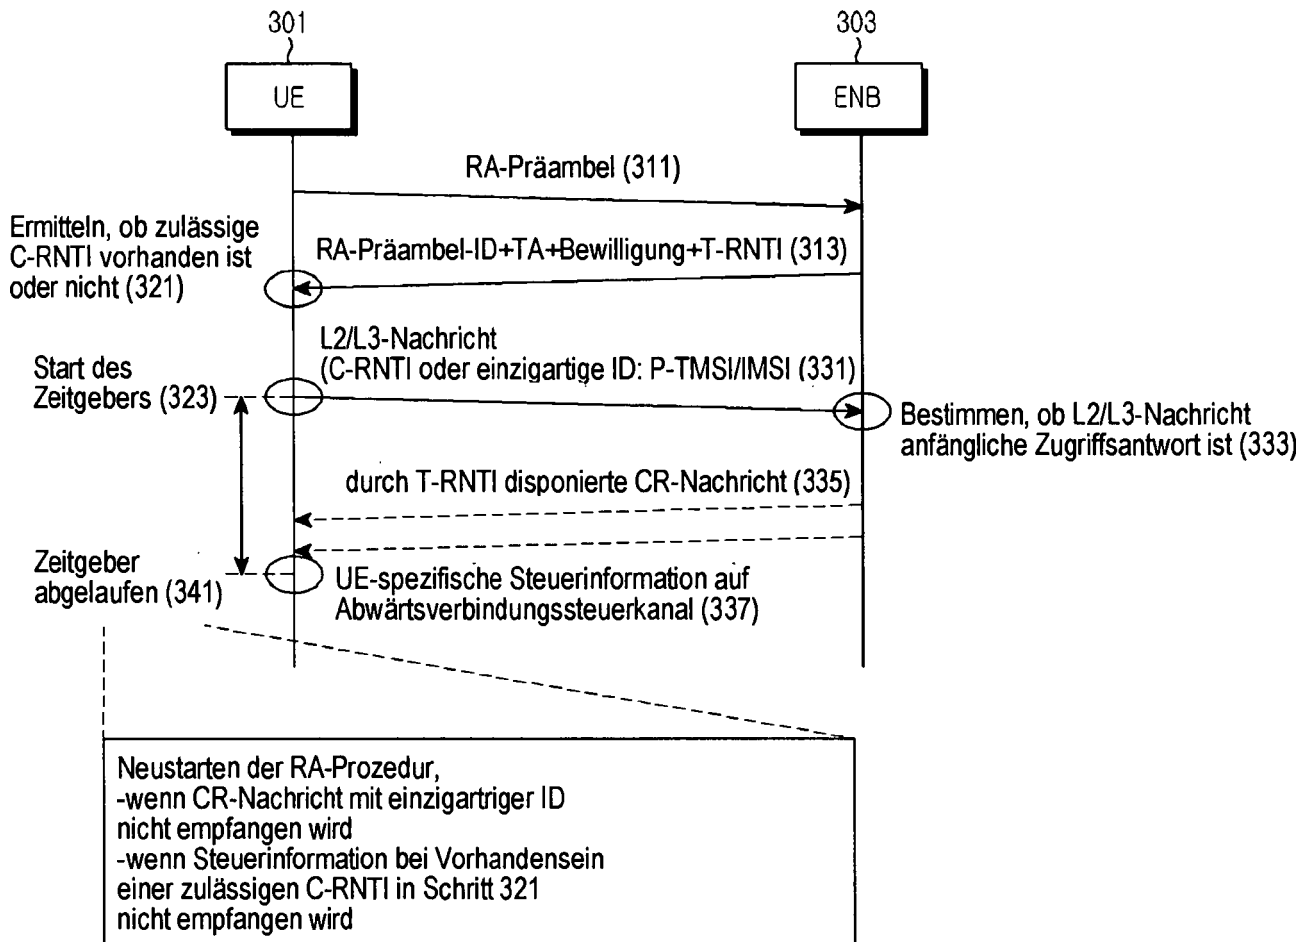 301
303
UE
ENB
RA-Präambel (311)
Ermitteln, ob zulässige
C-RNTI vorhanden ist
oder nicht (321)
RA-Präambel-ID+TA+Bewilligung+T-RNTI (313)
L2/L3-Nachricht
(C-RNTI oder einzigartige ID: P-TMSI/IMSI (331)
Start des
Zeitgebers (323)
Bestimmen, ob L2/L3-Nachricht
anfängliche Zugriffsantwort ist (333)
durch T-RNTI disponierte CR-Nachricht (335)
Zeitgeber
abgelaufen (341)
UE-spezifische Steuerinformation auf
Abwärtsverbindungssteuerkanal (337)
Neustarten der RA-Prozedur,
-wenn CR-Nachricht mit einzigartriger ID
nicht empfangen wird
-wenn Steuerinformation bei Vorhandensein
einer zulässigen C-RNTI in Schritt 321
nicht empfangen wird